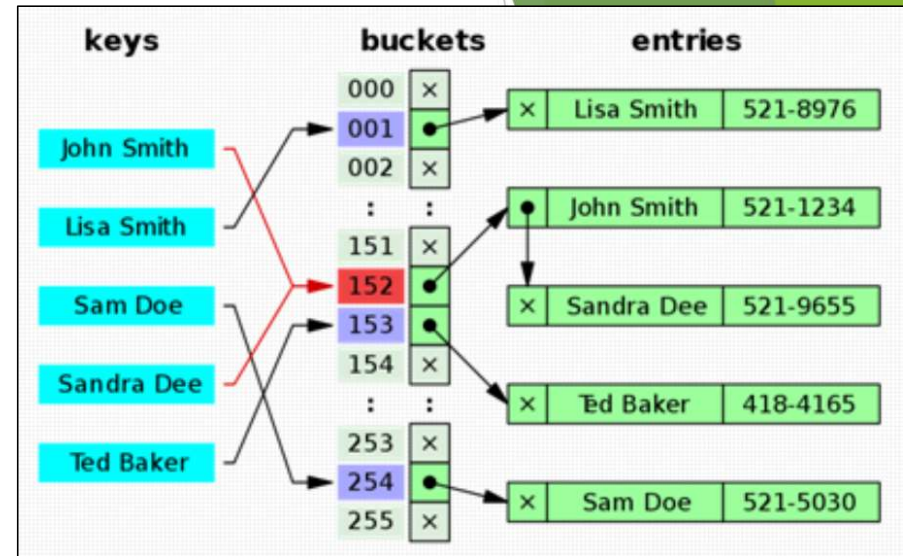 keys buckets entries
000 ×
Lisa Smith 521-8976
001
John Smith
002 ×
: :
John Smith 521-1234
Lisa Smith
151 ×
152
Sam Doe
Sandra Dee 521-9655
153
154 ×
Sandra Dee
: :
Ted Baker 418-4165
253 ×
Ted Baker
254
Sam Doe 521-5030
255 ×